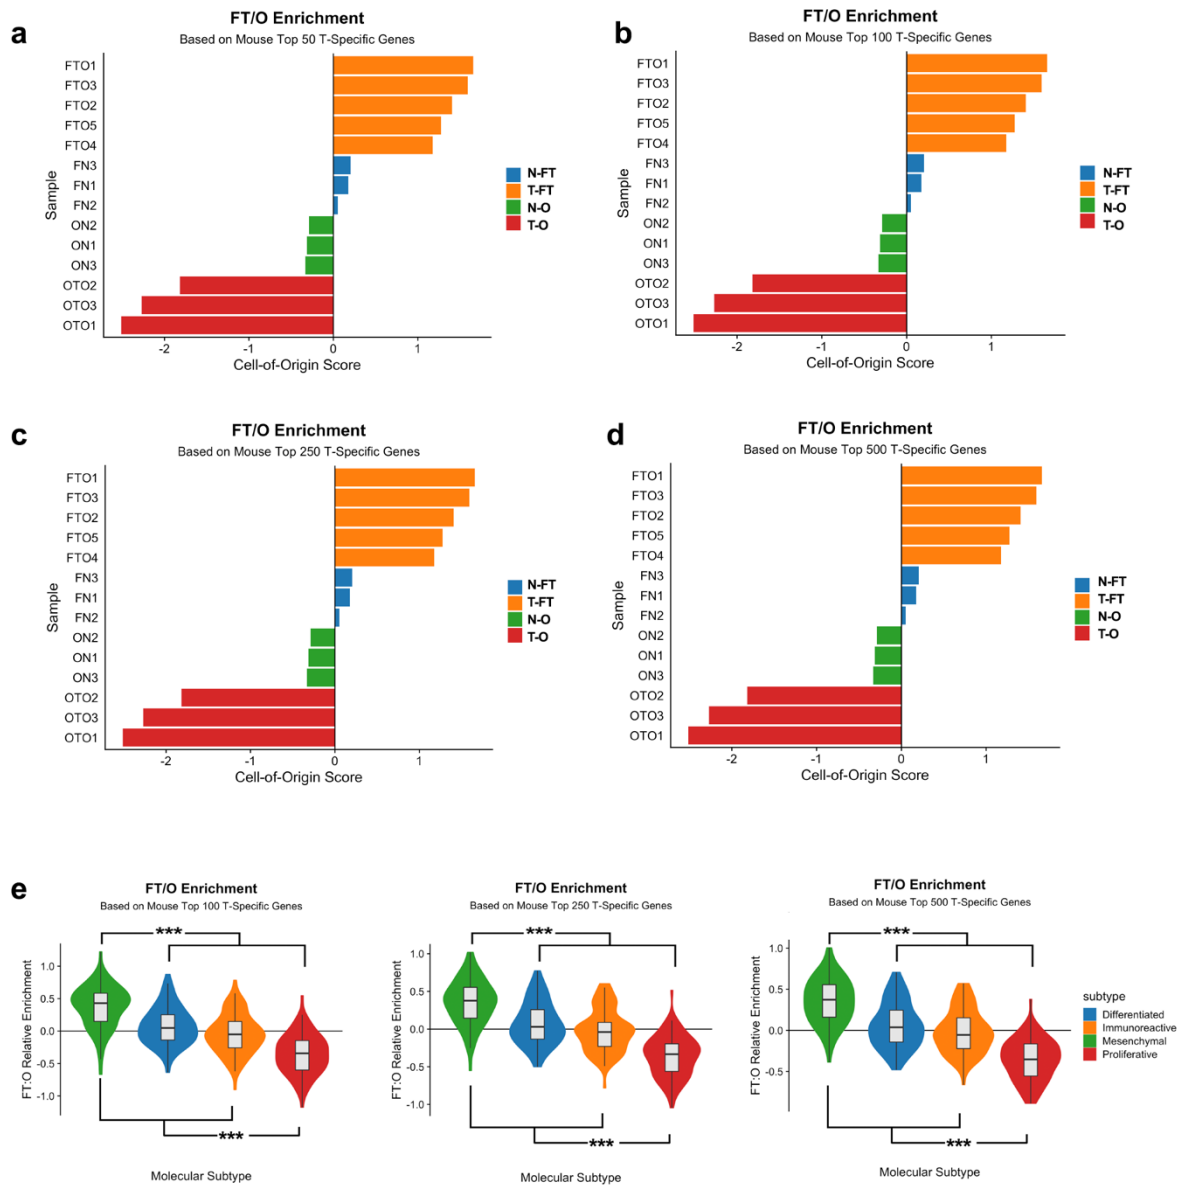 a
FT/O Enrichment
Based on Mouse Top 50 T-Specific Genes
Sample
FTO1
FTO3
FTO2
FTO5
FTO4
FN3
FN1
FN2
ON2
ON1
ON3
OTO2
OTO3
OTO1
-2 -1 0 1
Cell-of-Origin Score
N-FT
T-FT
N-O
T-O
b
FT/O Enrichment
Based on Mouse Top 100 T-Specific Genes
Sample
FTO1
FTO3
FTO2
FTO5
FTO4
FN3
FN1
FN2
ON2
ON1
ON3
OTO2
OTO3
OTO1
-2 -1 0 1
Cell-of-Origin Score
N-FT
T-FT
N-O
T-O
c
FT/O Enrichment
Based on Mouse Top 250 T-Specific Genes
Sample
FTO1
FTO3
FTO2
FTO5
FTO4
FN3
FN1
FN2
ON2
ON1
ON3
OTO2
OTO3
OTO1
-2 -1 0 1
Cell-of-Origin Score
N-FT
T-FT
N-O
T-O
d
FT/O Enrichment
Based on Mouse Top 500 T-Specific Genes
Sample
FTO1
FTO3
FTO2
FTO5
FTO4
FN3
FN1
FN2
ON2
ON1
ON3
OTO2
OTO3
OTO1
-2 -1 0 1
Cell-of-Origin Score
N-FT
T-FT
N-O
T-O
e
FT/O Enrichment
Based on Mouse Top 100 T-Specific Genes
***
FT:O Relative Enrichment
1.0
0.5
0.0
-0.5
-1.0
***
Molecular Subtype
FT/O Enrichment
Based on Mouse Top 250 T-Specific Genes
***
FT:O Relative Enrichment
1.0
0.5
0.0
-0.5
-1.0
***
Molecular Subtype
FT/O Enrichment
Based on Mouse Top 500 T-Specific Genes
***
FT:O Relative Enrichment
1.0
0.5
0.0
-0.5
***
Molecular Subtype
subtype
Differentiated
Immunoreactive
Mesenchymal
Proliferative